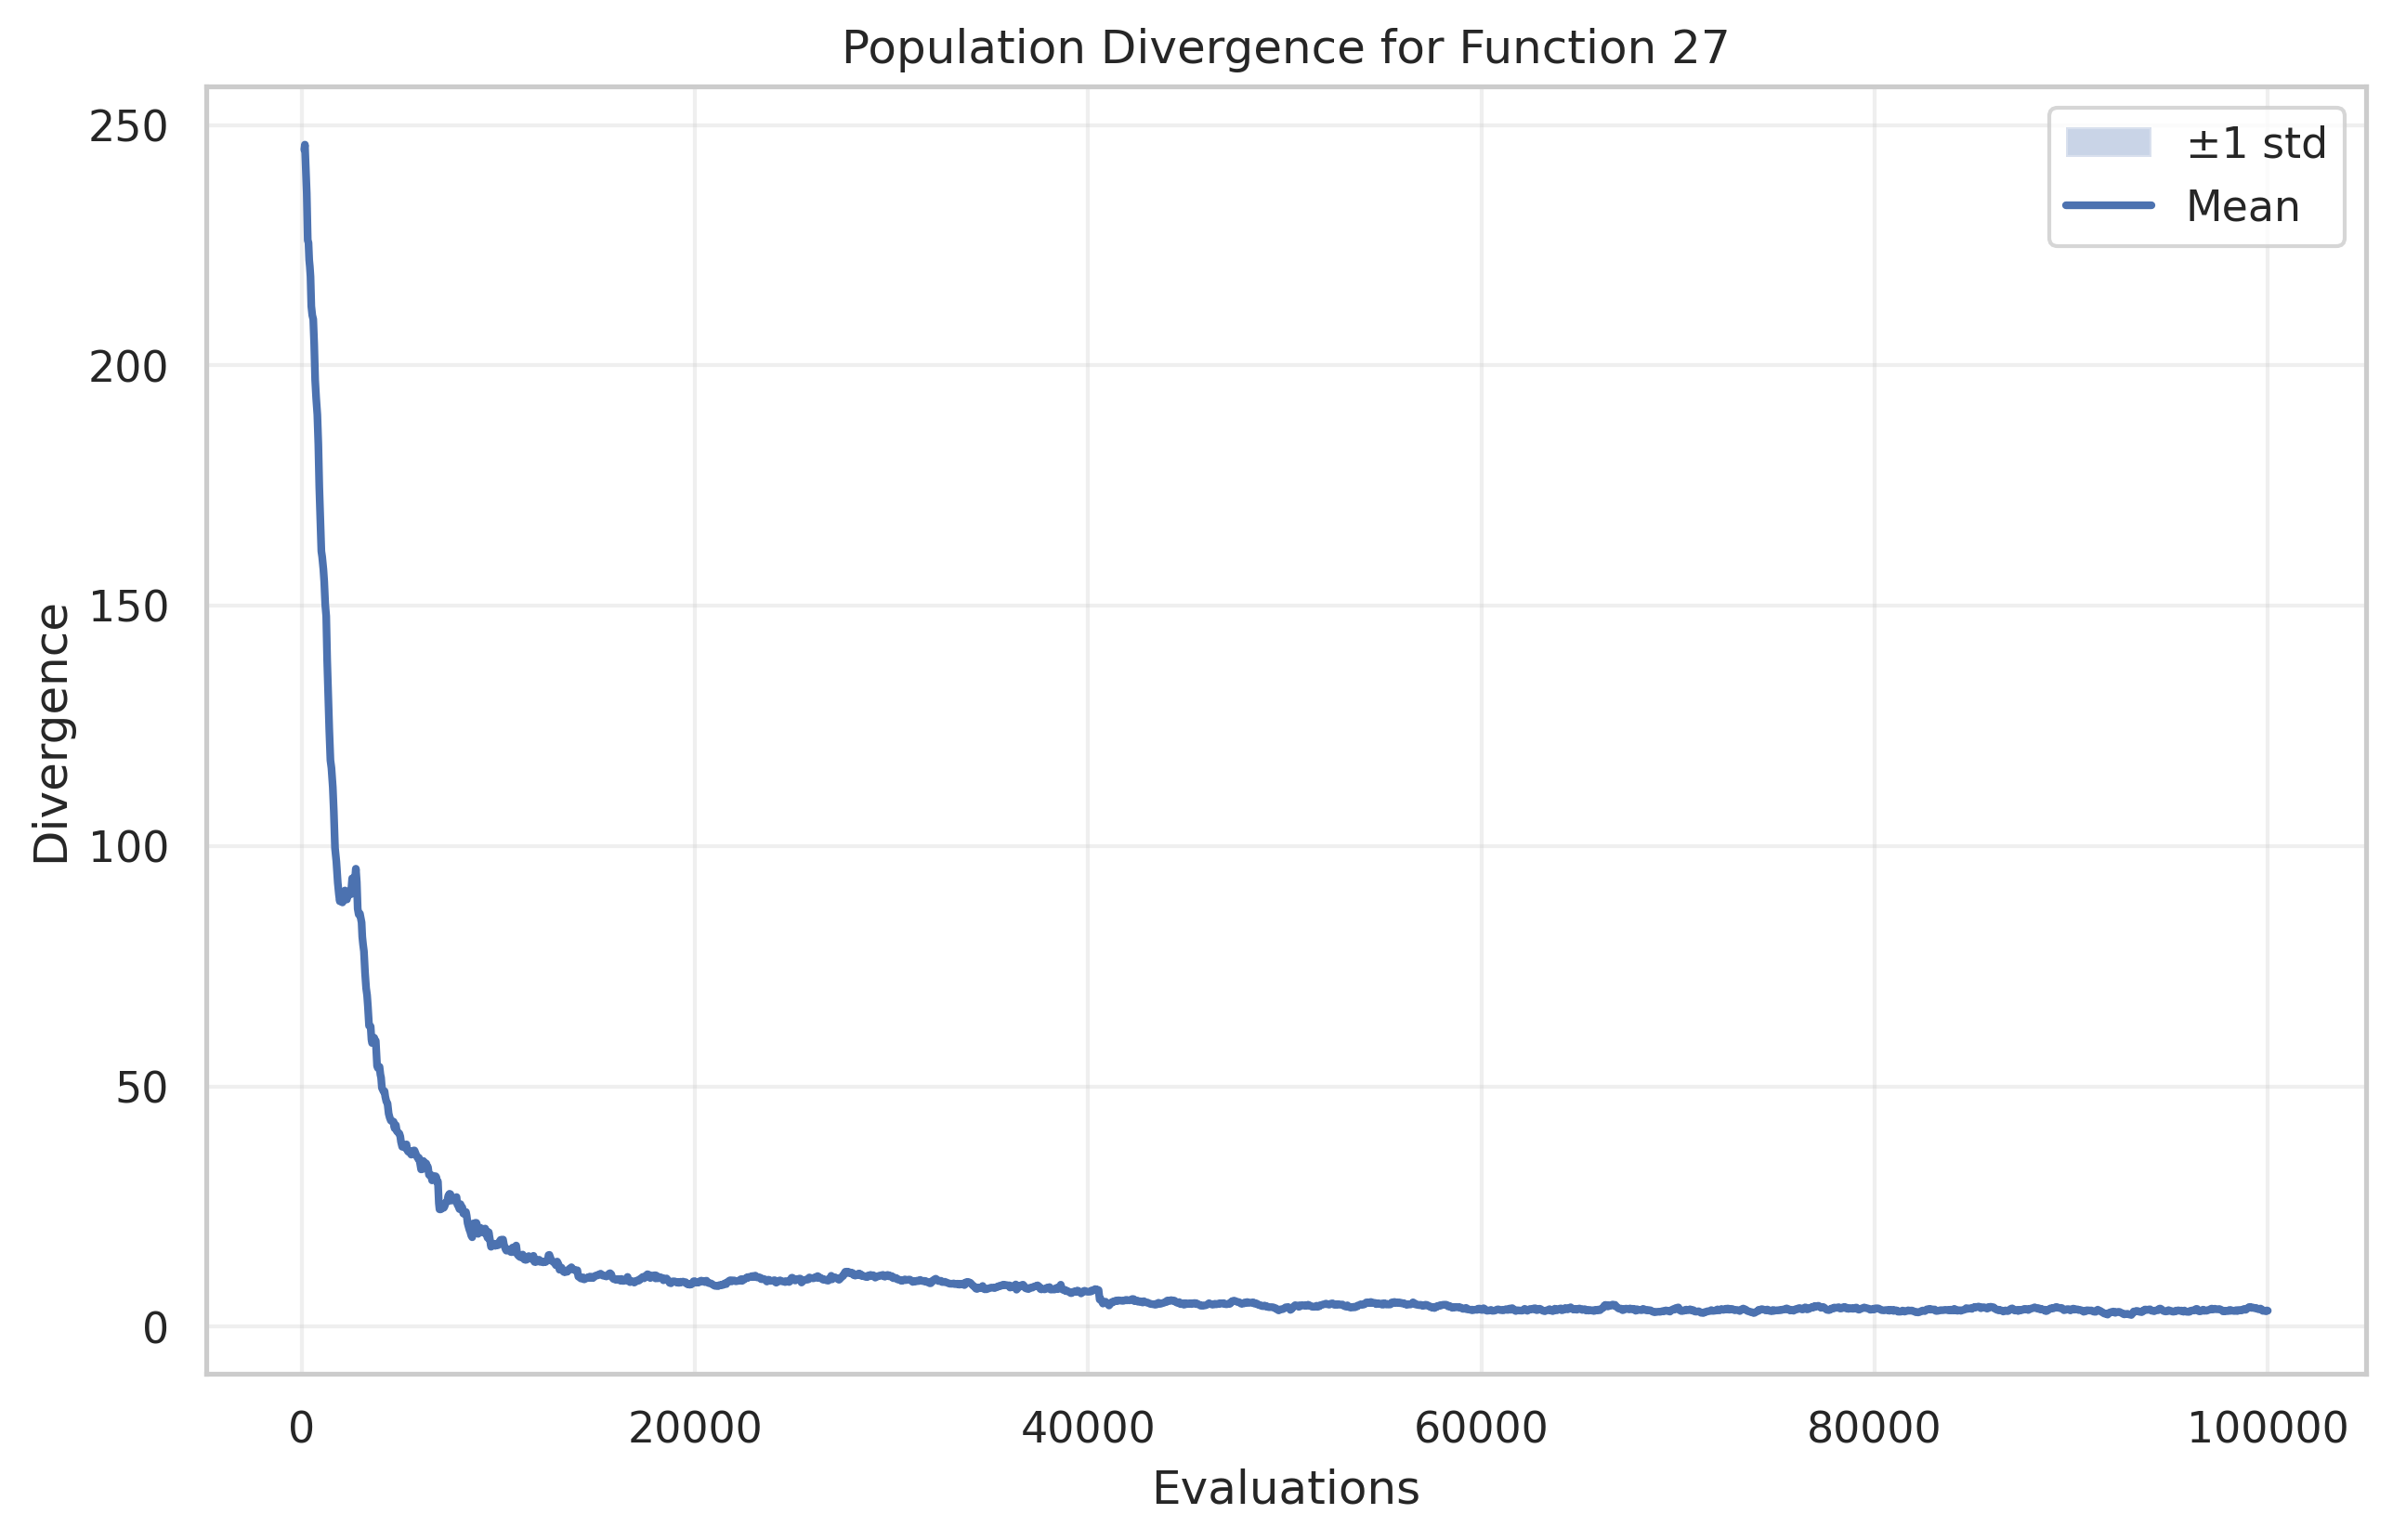 Population Divergence for Function 27
±1 std
Mean
Divergence
250
200
150
100
50
0
0 20000 40000 60000 80000 100000
Evaluations